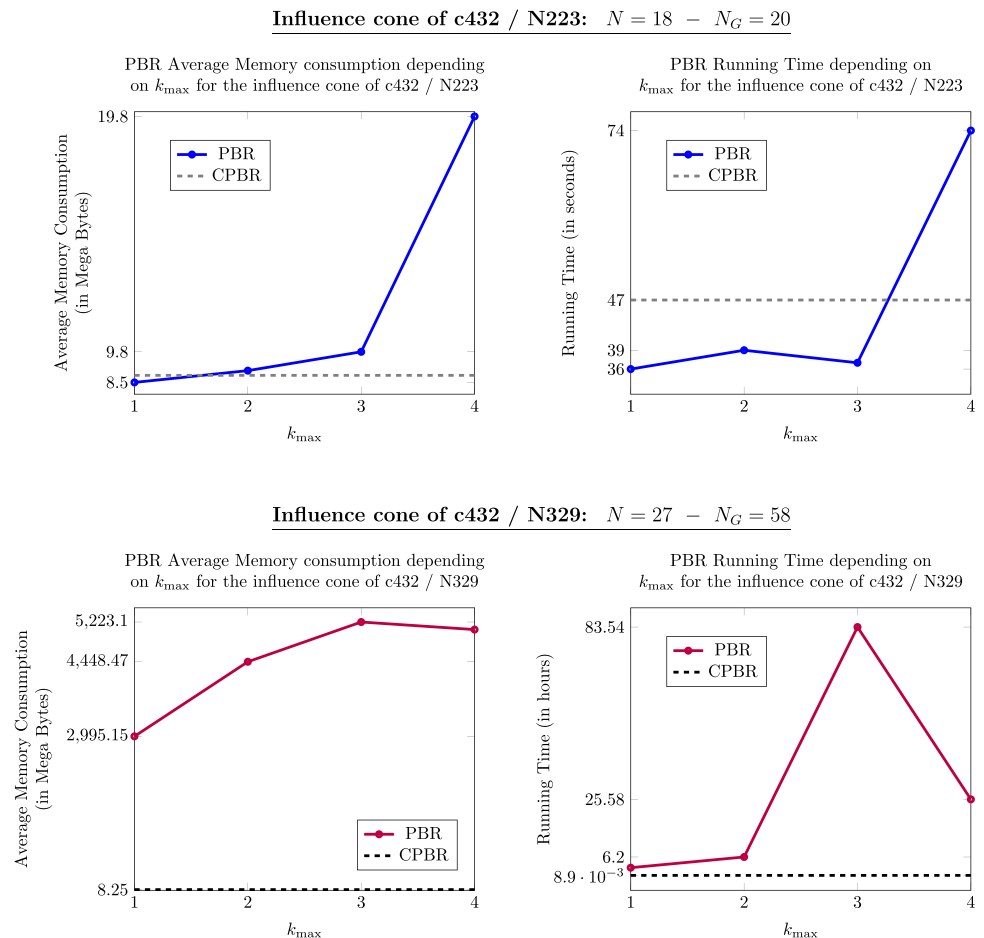 Influence cone of c432 / N223: N = 18 − N_G = 20
PBR Average Memory consumption depending
on k_max for the influence cone of c432 / N223
19.8
9.8
8.5
1 2 3 4
k_max
Average Memory Consumption
(in Mega Bytes)
PBR
CPBR
PBR Running Time depending on
k_max for the influence cone of c432 / N223
74
47
39
36
1 2 3 4
k_max
Running Time (in seconds)
PBR
CPBR
Influence cone of c432 / N329: N = 27 − N_G = 58
PBR Average Memory consumption depending
on k_max for the influence cone of c432 / N329
5,223.1
4,448.47
2,995.15
8.25
1 2 3 4
k_max
Average Memory Consumption
(in Mega Bytes)
PBR
CPBR
PBR Running Time depending on
k_max for the influence cone of c432 / N329
83.54
25.58
6.2
8.9 · 10⁻³
1 2 3 4
k_max
Running Time (in hours)
PBR
CPBR